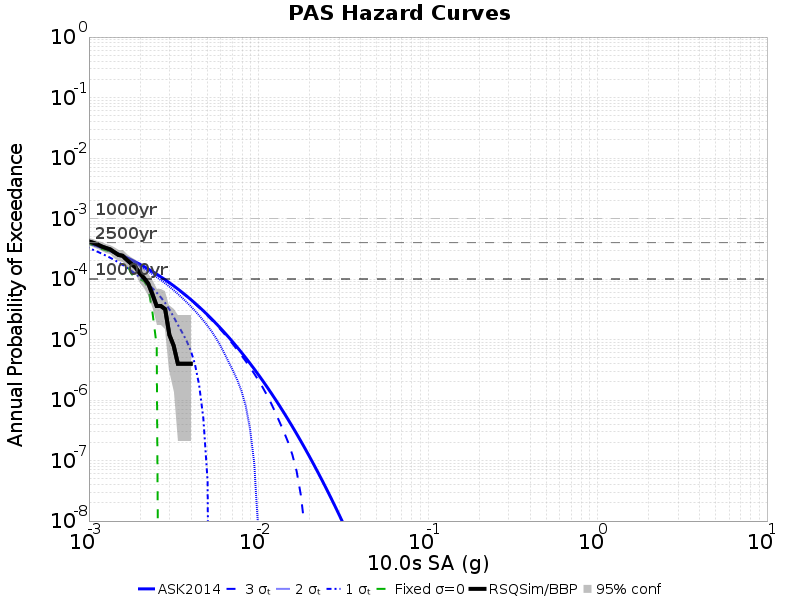 PAS Hazard Curves
Annual Probability of Exceedance
10^0
10^-1
10^-2
10^-3
10^-4
10^-5
10^-6
10^-7
10^-8
1000yr
2500yr
10000yr
10^-3 10^-2 10^-1 10^0 10^1
10.0s SA (g)
ASK2014 3 σₜ 2 σₜ 1 σₜ Fixed σ=0 RSQSim/BBP 95% conf